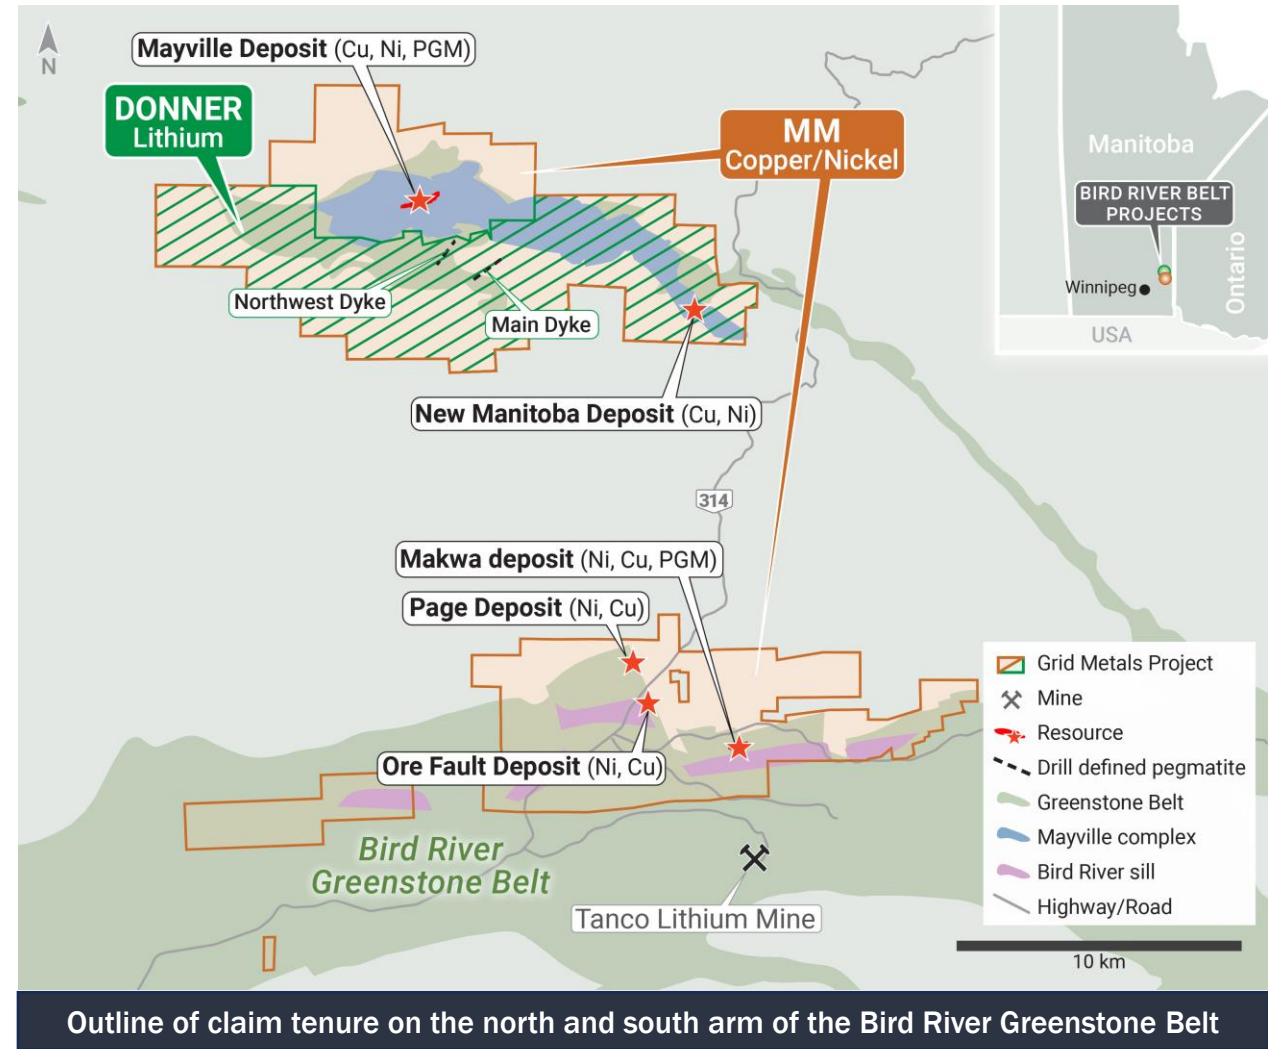 N
Mayville Deposit (Cu, Ni, PGM)
DONNER
Lithium
MM
Copper/Nickel
Manitoba
BIRD RIVER BELT
PROJECTS
Winnipeg
Ontario
USA
Northwest Dyke
Main Dyke
New Manitoba Deposit (Cu, Ni)
314
Makwa deposit (Ni, Cu, PGM)
Page Deposit (Ni, Cu)
Ore Fault Deposit (Ni, Cu)
Bird River
Greenstone Belt
Tanco Lithium Mine
Grid Metals Project
Mine
Resource
Drill defined pegmatite
Greenstone Belt
Mayville complex
Bird River sill
Highway/Road
10 km
Outline of claim tenure on the north and south arm of the Bird River Greenstone Belt